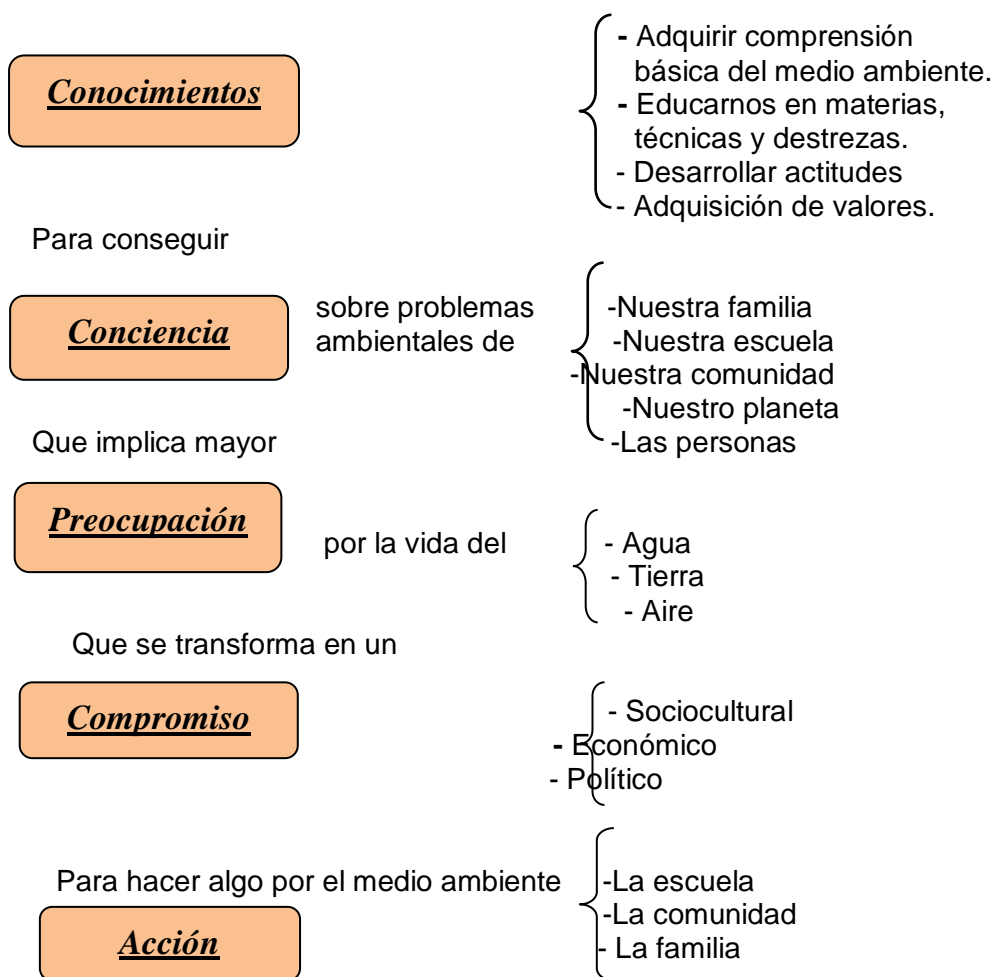 - Adquirir comprensión
básica del medio ambiente.
Conocimientos
- Educarnos en materias,
técnicas y destrezas.
- Desarrollar actitudes
- Adquisición de valores.
Para conseguir
Conciencia
sobre problemas
ambientales de
-Nuestra familia
-Nuestra escuela
-Nuestra comunidad
-Nuestro planeta
-Las personas
Que implica mayor
Preocupación
por la vida del
- Agua
- Tierra
- Aire
Que se transforma en un
Compromiso
- Sociocultural
- Económico
- Político
Para hacer algo por el medio ambiente
-La escuela
-La comunidad
- La familia
Acción